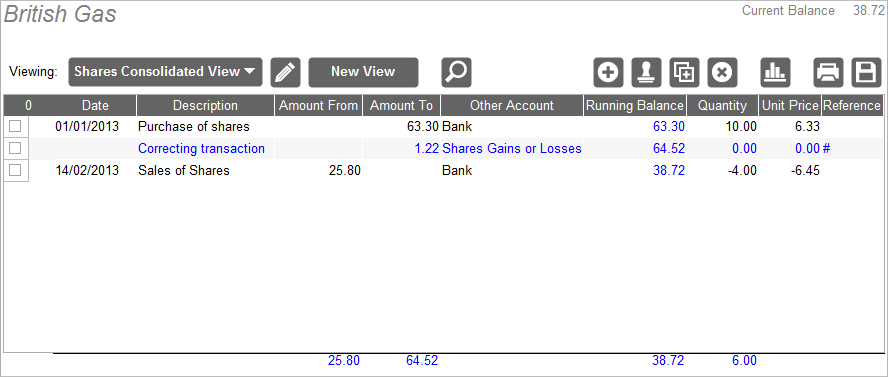 British Gas
Current Balance 38.72
Viewing: Shares Consolidated View New View
0 Date Description Amount From Amount To Other Account Running Balance Quantity Unit Price Reference
01/01/2013 Purchase of shares 63.30 Bank 63.30 10.00 6.33
Correcting transaction 1.22 Shares Gains or Losses 64.52 0.00 0.00 #
14/02/2013 Sales of Shares 25.80 Bank 38.72 -4.00 -6.45
25.80 64.52 38.72 6.00